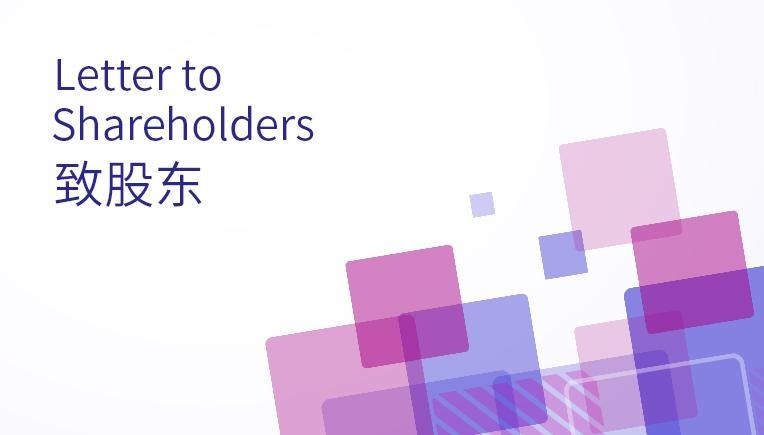 Letter to
Shareholders
致股东